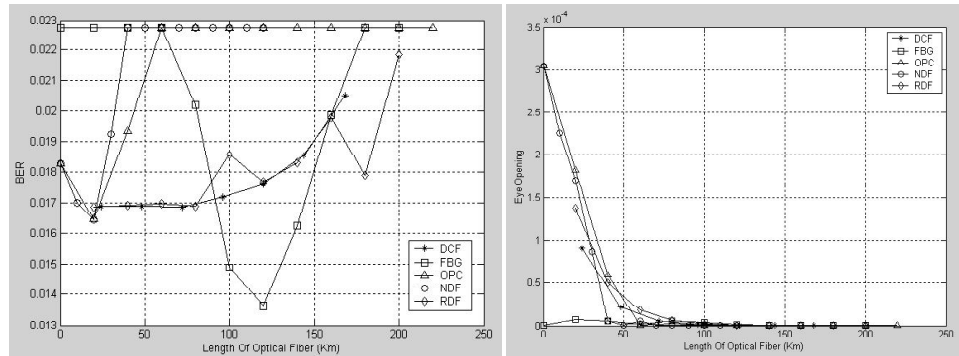 0.023
0.022
0.021
0.02
0.019
0.018
0.017
0.016
0.015
0.014
0.013
BER
0
50
100
150
200
250
Length Of Optical Fiber (Km)
DCF
FBG
OPC
NDF
RDF
x 10⁻⁴
3.5
3
2.5
2
1.5
1
0.5
0
Eye Opening
0
50
100
150
200
250
Length Of Optical Fiber (Km)
DCF
FBG
OPC
NDF
RDF